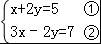 x+2y=5 ①
3x-2y=7 ②